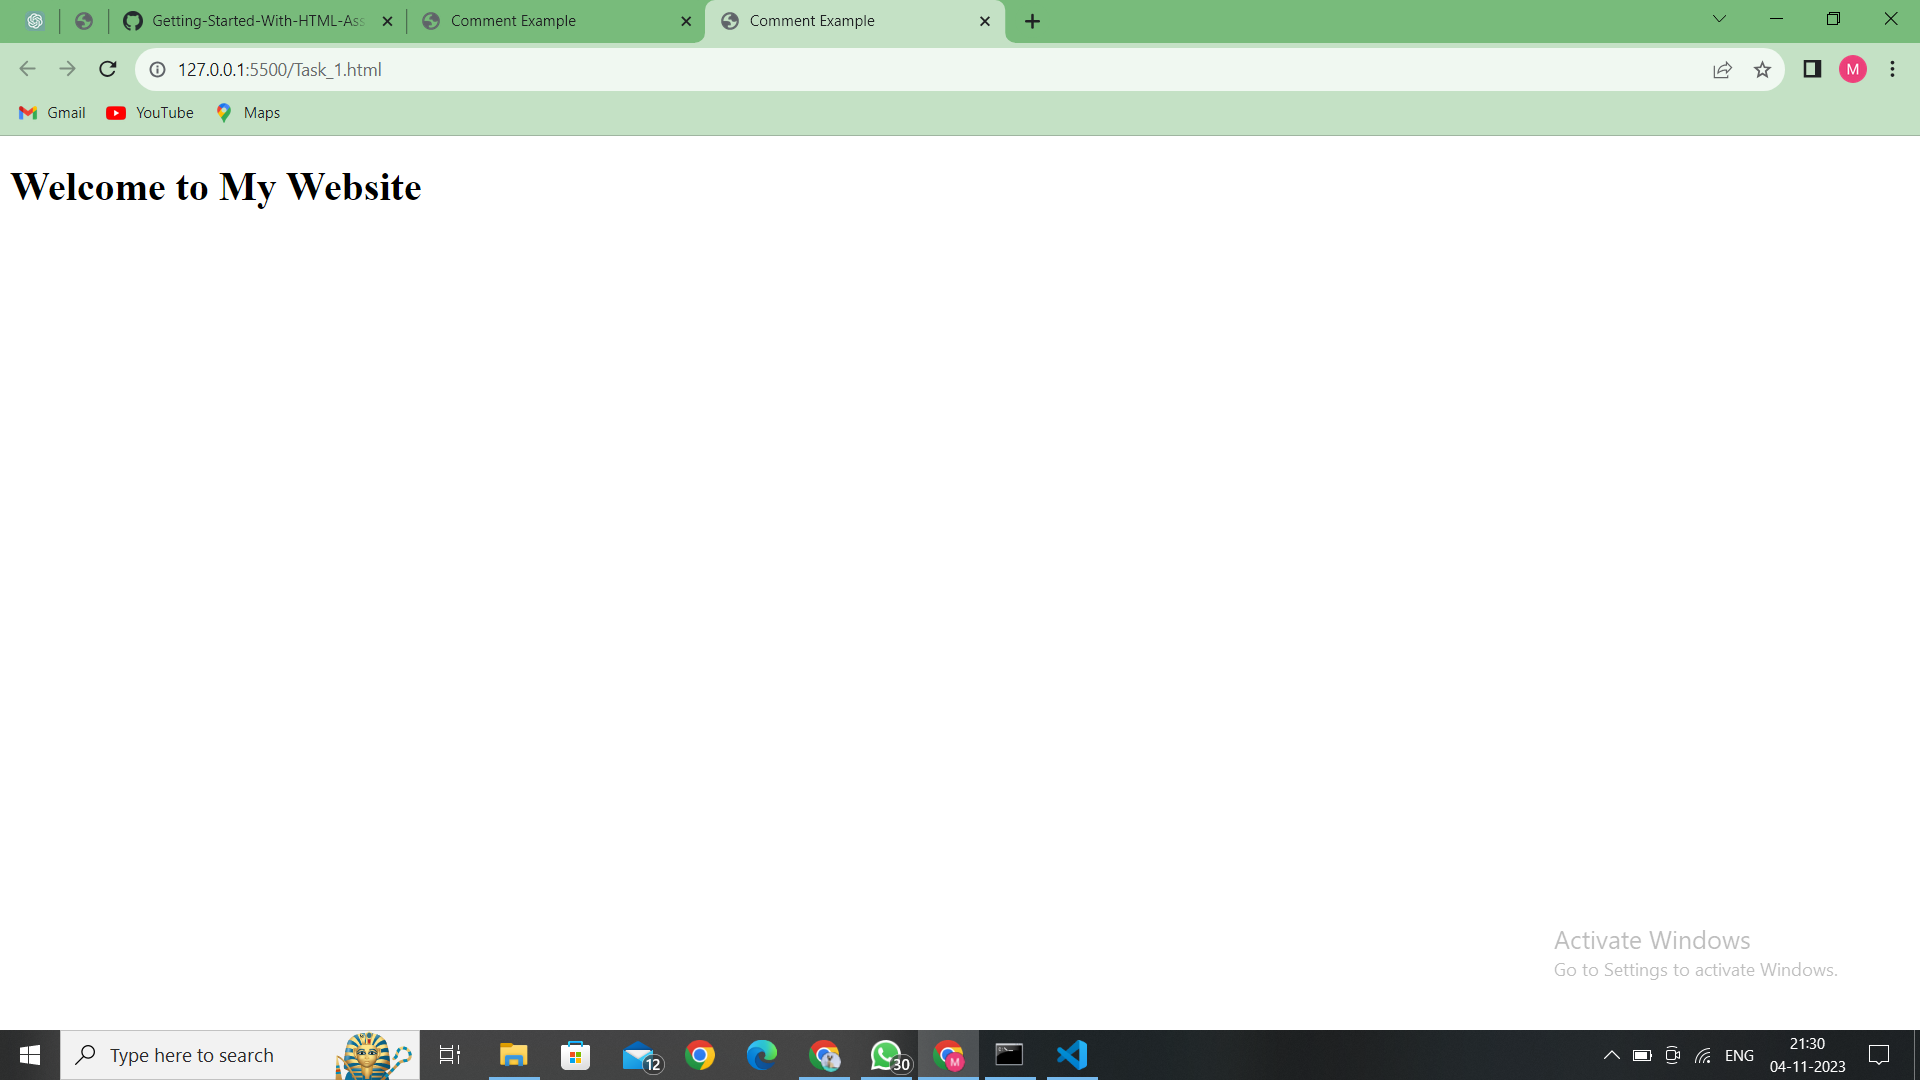 Getting-Started-With-HTML-Ass
Comment Example
Comment Example
127.0.0.1:5500/Task_1.html
M
Gmail
YouTube
Maps
Welcome to My Website
Activate Windows
Go to Settings to activate Windows.
Type here to search
12
30
M
ENG
21:30
04-11-2023